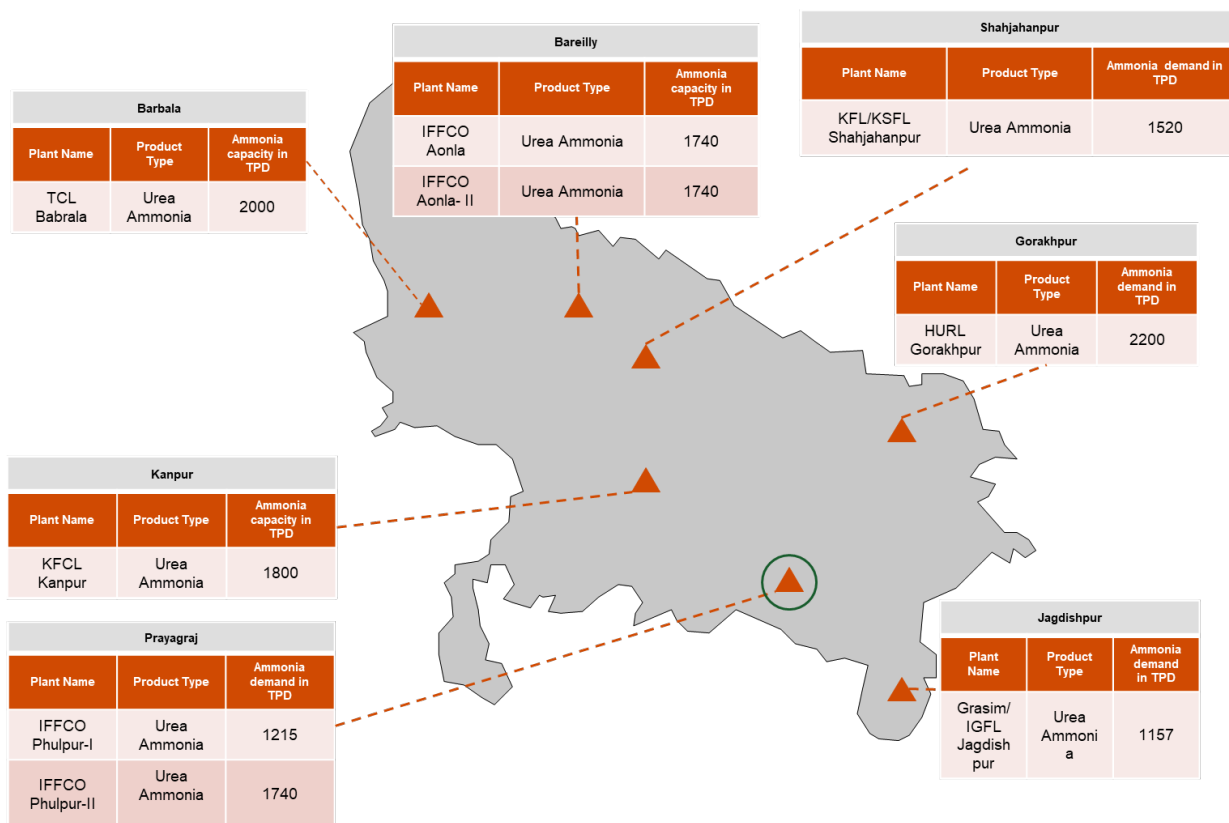 Barbala
Plant Name Product Type Ammonia capacity in TPD
TCL Babrala Urea Ammonia 2000
Bareilly
Plant Name Product Type Ammonia capacity in TPD
IFFCO Aonla Urea Ammonia 1740
IFFCO Aonla- II Urea Ammonia 1740
Shahjahanpur
Plant Name Product Type Ammonia demand in TPD
KFL/KSFL Shahjahanpur Urea Ammonia 1520
Gorakhpur
Plant Name Product Type Ammonia demand in TPD
HURL Gorakhpur Urea Ammonia 2200
Kanpur
Plant Name Product Type Ammonia capacity in TPD
KFCL Kanpur Urea Ammonia 1800
Prayagraj
Plant Name Product Type Ammonia demand in TPD
IFFCO Phulpur-I Urea Ammonia 1215
IFFCO Phulpur-II Urea Ammonia 1740
Jagdishpur
Plant Name Product Type Ammonia demand in TPD
Grasim/ IGFL Jagdish pur Urea Ammoni a 1157